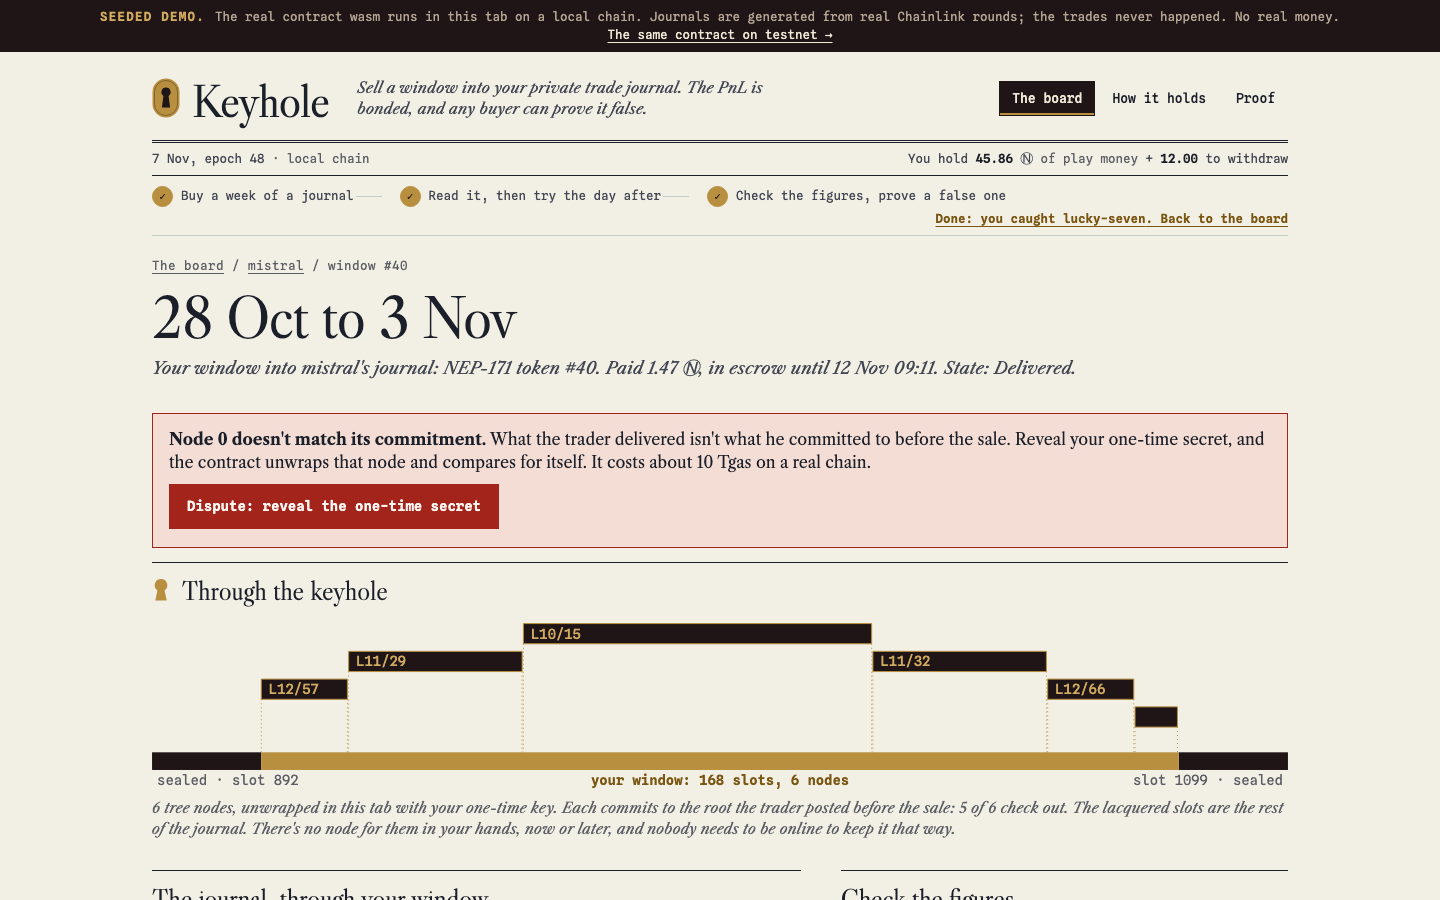 SEEDED DEMO. The real contract wasm runs in this tab on a local chain. Journals are generated from real Chainlink rounds; the trades never happened. No real money.
The same contract on testnet →
Keyhole
Sell a window into your private trade journal. The PnL is
bonded, and any buyer can prove it false.
The board How it holds Proof
7 Nov, epoch 48 · local chain
You hold 45.86 Ⓝ of play money + 12.00 to withdraw
✓ Buy a week of a journal ✓ Read it, then try the day after ✓ Check the figures, prove a false one
Done: you caught lucky-seven. Back to the board
The board / mistral / window #40
28 Oct to 3 Nov
Your window into mistral's journal: NEP-171 token #40. Paid 1.47 Ⓝ, in escrow until 12 Nov 09:11. State: Delivered.
Node 0 doesn't match its commitment. What the trader delivered isn't what he committed to before the sale. Reveal your one-time secret, and
the contract unwraps that node and compares for itself. It costs about 10 Tgas on a real chain.
Dispute: reveal the one-time secret
Through the keyhole
L10/15
L11/29 L11/32
L12/57 L12/66
sealed · slot 892 your window: 168 slots, 6 nodes slot 1099 · sealed
6 tree nodes, unwrapped in this tab with your one-time key. Each commits to the root the trader posted before the sale: 5 of 6 check out. The lacquered slots are the rest
of the journal. There's no node for them in your hands, now or later, and nobody needs to be online to keep it that way.
The journal, through your window
Check the figures